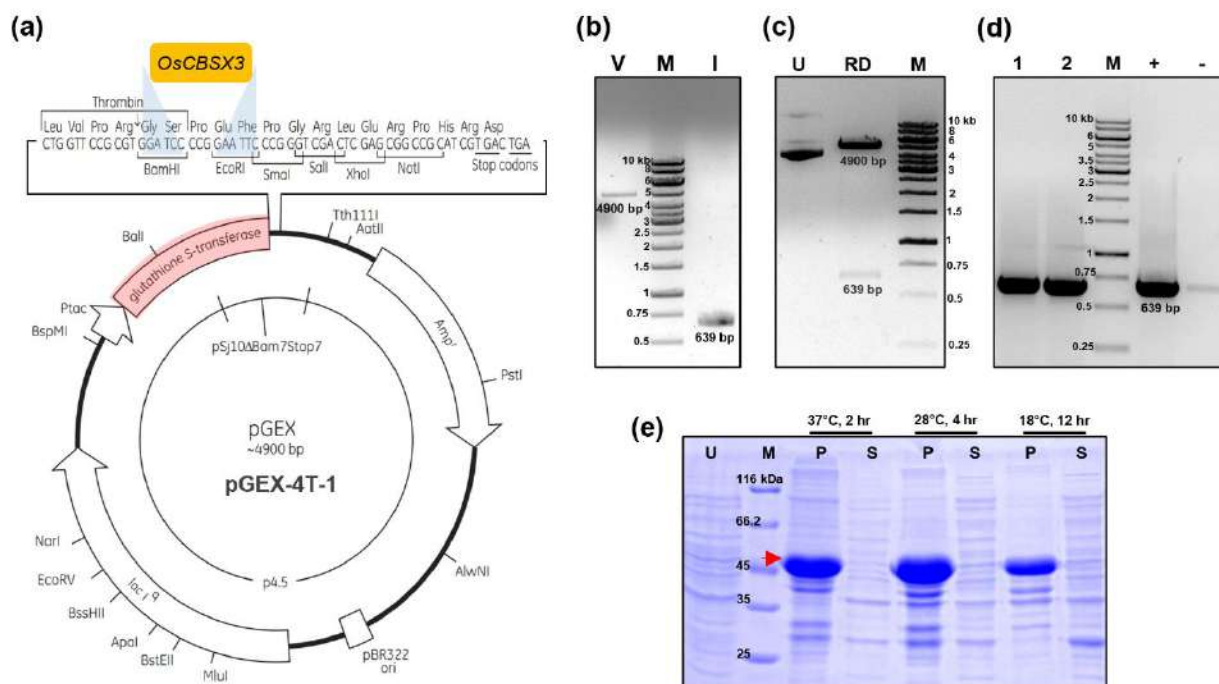 (a)
OsCBSX3
Thrombin
Leu Val Pro Arg Gly Ser Pro Glu Phe Pro Gly Arg Leu Glu Arg Pro His Arg Asp
CTG GTT CCG CGT GGA TCC CCG GAA TTC CCG GGT CGA CTC GAG CGG CCG CAT CGT GAC TGA
BamHI
EcoRI
SmaI
SalI
XhoI
NotI
Stop codons
Tth111I
AatII
BalI
glutathione S-transferase
Ptac
BspMI
pSj10ΔBam7Stop7
Ampr
PstI
pGEX
~4900 bp
pGEX-4T-1
NarI
EcoRV
BssHII
ApaI
BstEII
MluI
lac Iq
p4.5
AlwNI
pBR322
ori
(b)
V M I
10 kb
8
6
5
4
3
2.5
2
1.5
1
0.75
0.5
4900 bp
639 bp
(c)
U RD M
4900 bp
639 bp
10 kb
8
6
5
4
3
2.5
2
1.5
1
0.75
0.5
0.25
(d)
1 2 M + -
10 kb
8
6
5
4
3.5
3
2.5
2
1.5
1
0.75
0.5
0.25
639 bp
(e)
37°C, 2 hr 28°C, 4 hr 18°C, 12 hr
U M P S P S P S
116 kDa
66.2
45
35
25